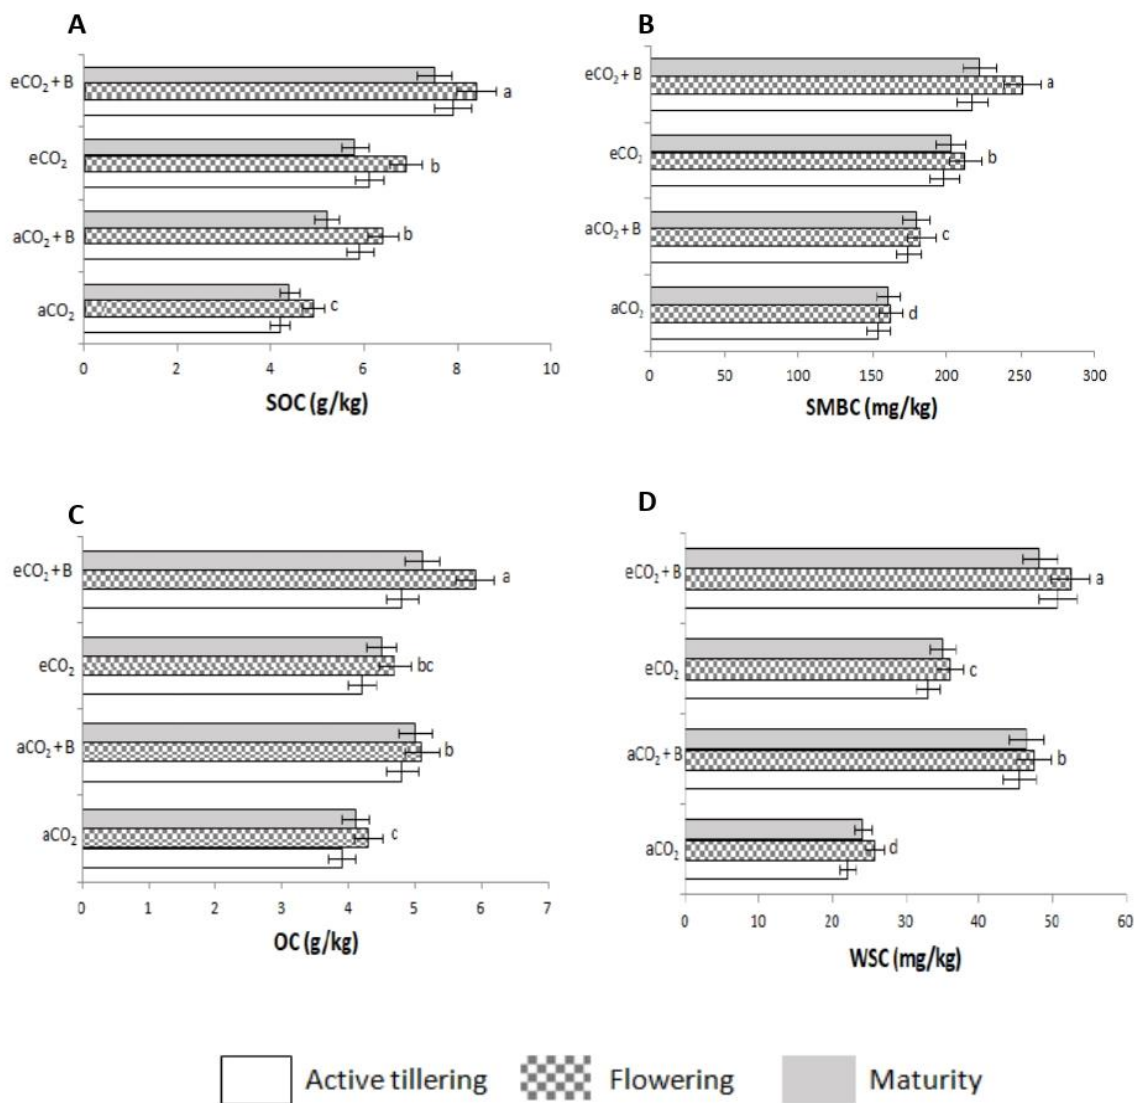 A
eCO₂ + B
a
eCO₂
b
aCO₂ + B
b
aCO₂
c
0 2 4 6 8 10
SOC (g/kg)
B
eCO₂ + B
a
eCO₂
b
aCO₂ + B
c
aCO₂
d
0 50 100 150 200 250 300
SMBC (mg/kg)
C
eCO₂ + B
a
eCO₂
bc
aCO₂ + B
b
aCO₂
c
0 1 2 3 4 5 6 7
OC (g/kg)
D
eCO₂ + B
a
eCO₂
c
aCO₂ + B
b
aCO₂
d
0 10 20 30 40 50 60
WSC (mg/kg)
Active tillering Flowering Maturity